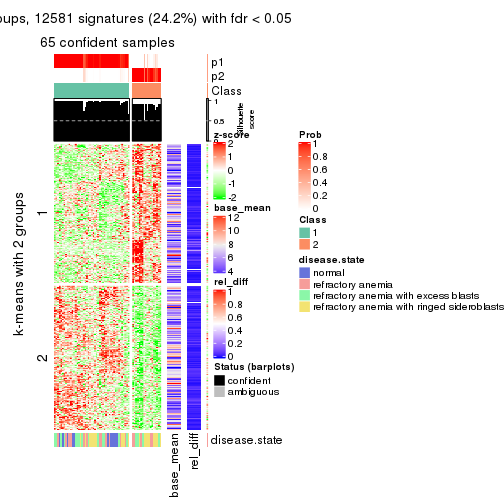 oups, 12581 signatures (24.2%) with fdr < 0.05
65 confident samples
p1
p2
Class
1
0.5
0
Silhouette
score
k-means with 2 groups
1
2
z-score
2
1
0
-1
-2
base_mean
12
10
8
6
4
rel_diff
1
0.8
0.6
0.4
0.2
0
Status (barplots)
confident
ambiguous
Prob
1
0.8
0.6
0.4
0.2
0
Class
1
2
disease.state
normal
refractory anemia
refractory anemia with excess blasts
refractory anemia with ringed sideroblasts
disease.state
base_mean
rel_diff